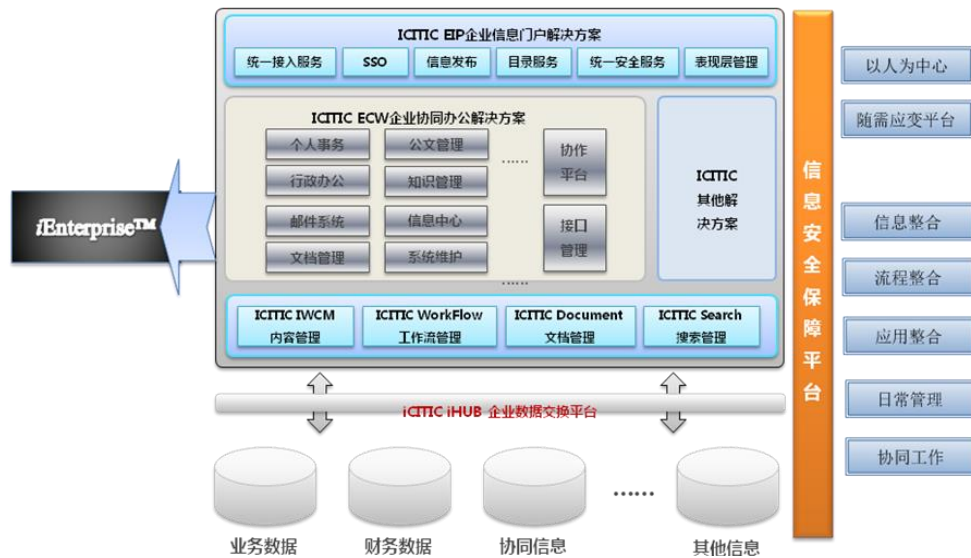 ICITIC EIP企业信息门户解决方案
统一接入服务
SSO
信息发布
目录服务
统一安全服务
表现层管理
ICITIC ECW企业协同办公解决方案
个人事务
公文管理
行政办公
知识管理
邮件系统
信息中心
文档管理
系统维护
......
协作
平台
接口
管理
......
ICITIC
其他解
决方案
ICITIC IWCM
内容管理
ICITIC WorkFlow
工作流管理
ICITIC Document
文档管理
ICITIC Search
搜索管理
iEnterprise™
iCITIC iHUB 企业数据交换平台
业务数据
财务数据
协同信息
......
其他信息
信息安全保障平台
以人为中心
随需应变平台
信息整合
流程整合
应用整合
日常管理
协同工作